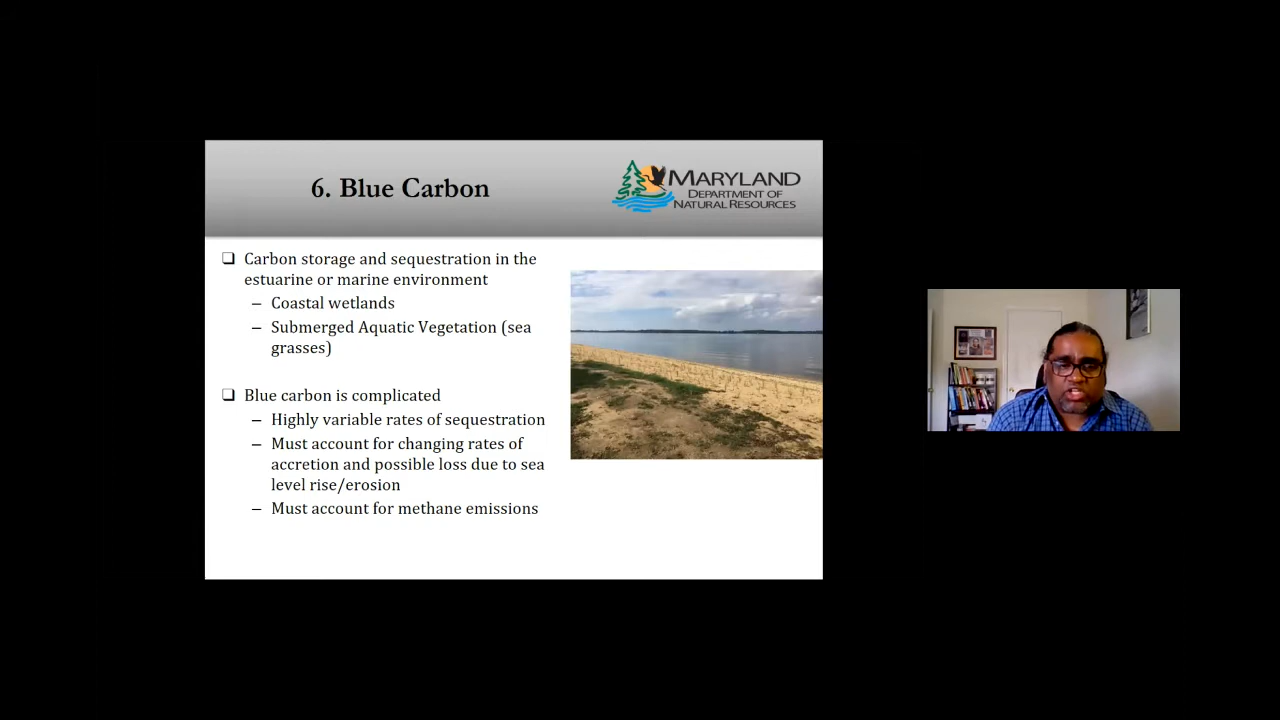 6. Blue Carbon
MARYLAND
DEPARTMENT OF
NATURAL RESOURCES
❑ Carbon storage and sequestration in the
estuarine or marine environment
– Coastal wetlands
– Submerged Aquatic Vegetation (sea
grasses)
❑ Blue carbon is complicated
– Highly variable rates of sequestration
– Must account for changing rates of
accretion and possible loss due to sea
level rise/erosion
– Must account for methane emissions